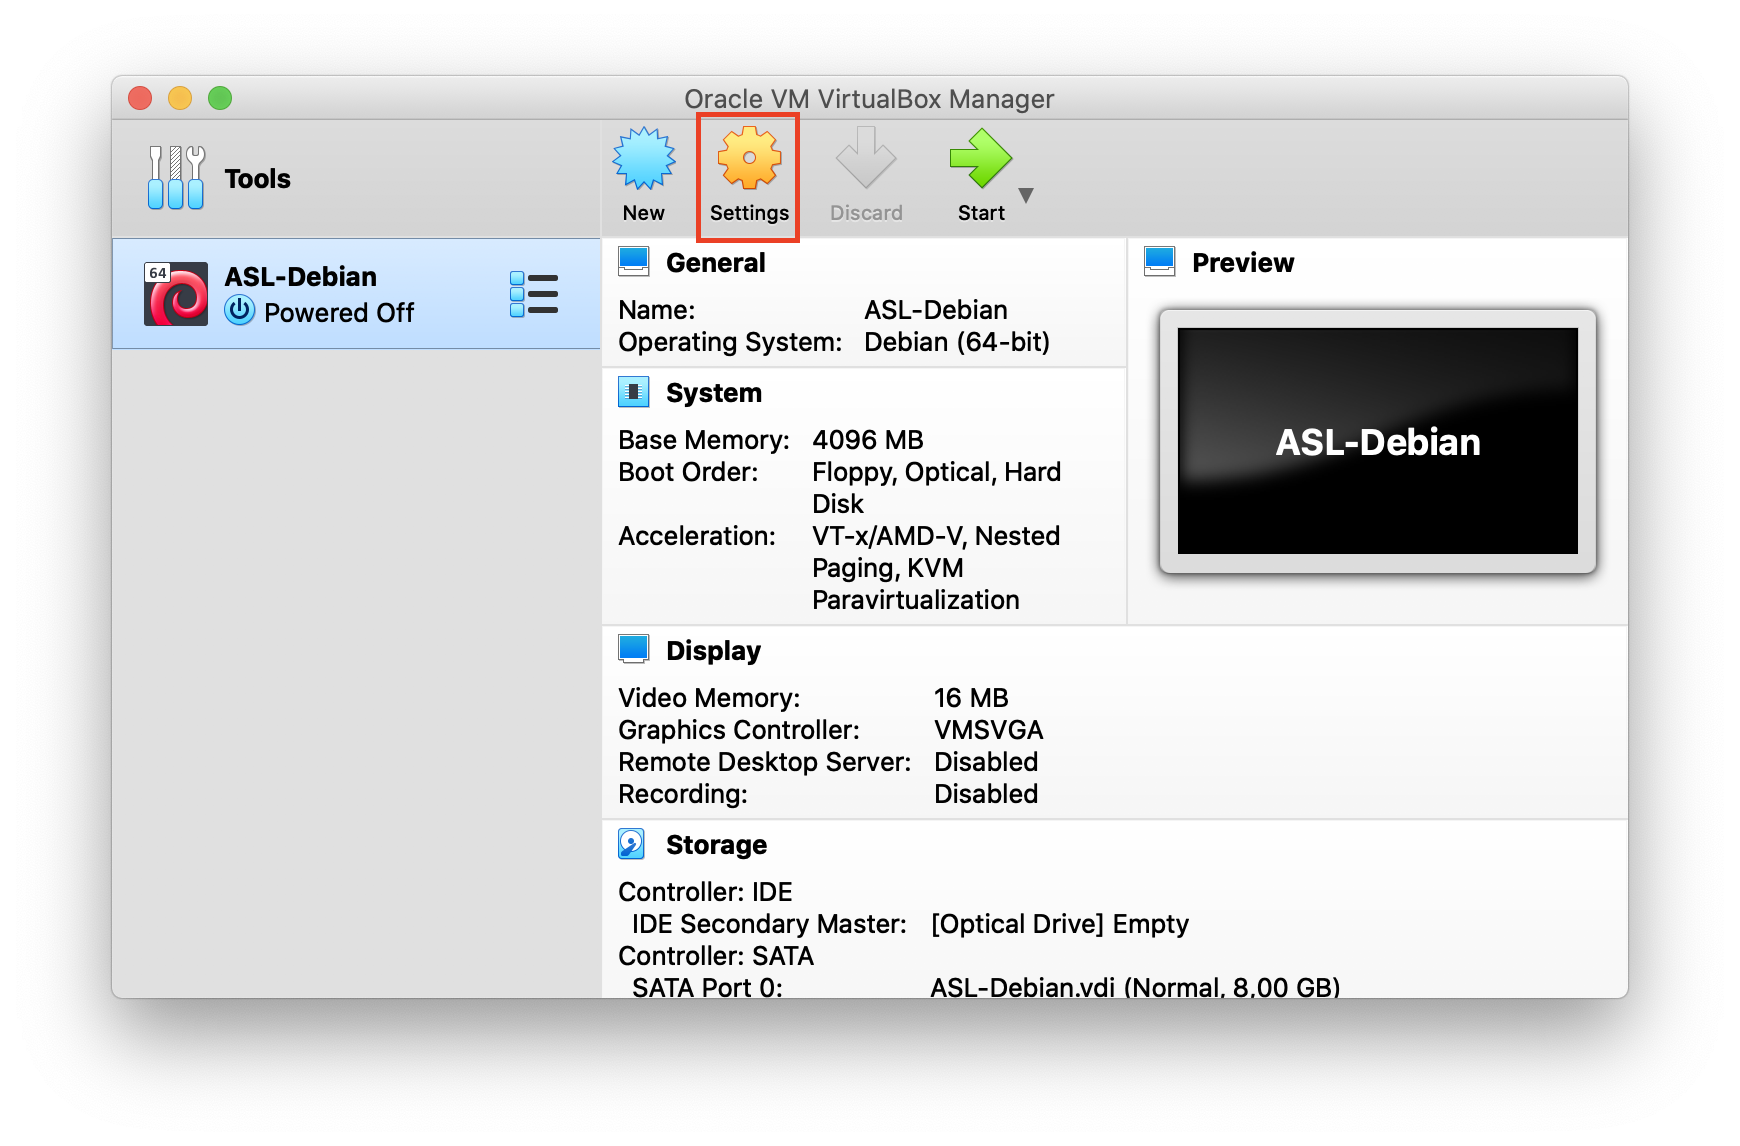 Oracle VM VirtualBox Manager
Tools
New
Settings
Discard
Start
64
ASL-Debian
Powered Off
General
Name: ASL-Debian
Operating System: Debian (64-bit)
Preview
ASL-Debian
System
Base Memory: 4096 MB
Boot Order: Floppy, Optical, Hard
Disk
Acceleration: VT-x/AMD-V, Nested
Paging, KVM
Paravirtualization
Display
Video Memory: 16 MB
Graphics Controller: VMSVGA
Remote Desktop Server: Disabled
Recording: Disabled
Storage
Controller: IDE
IDE Secondary Master: [Optical Drive] Empty
Controller: SATA
SATA Port 0: ASL-Debian.vdi (Normal, 8,00 GB)